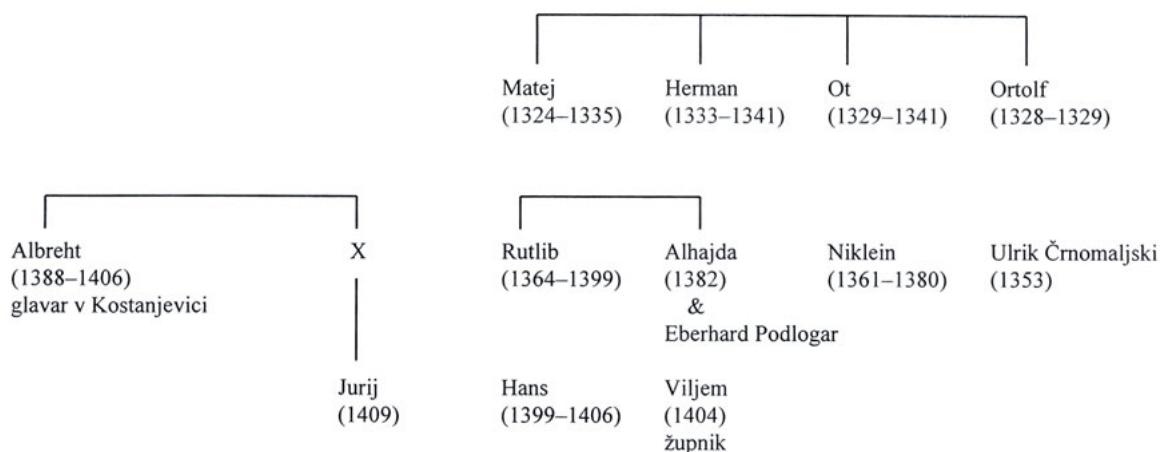 Matej Herman Ot Ortolf
(1324–1335) (1333–1341) (1329–1341) (1328–1329)
Albreht X Rutlib Alhajda Niklein Ulrik Črnomaljski
(1388–1406) (1364–1399) (1382) (1361–1380) (1353)
glavar v Kostanjevici &
Eberhard Podlogar
Jurij Hans Viljem
(1409) (1399–1406) (1404)
župnik